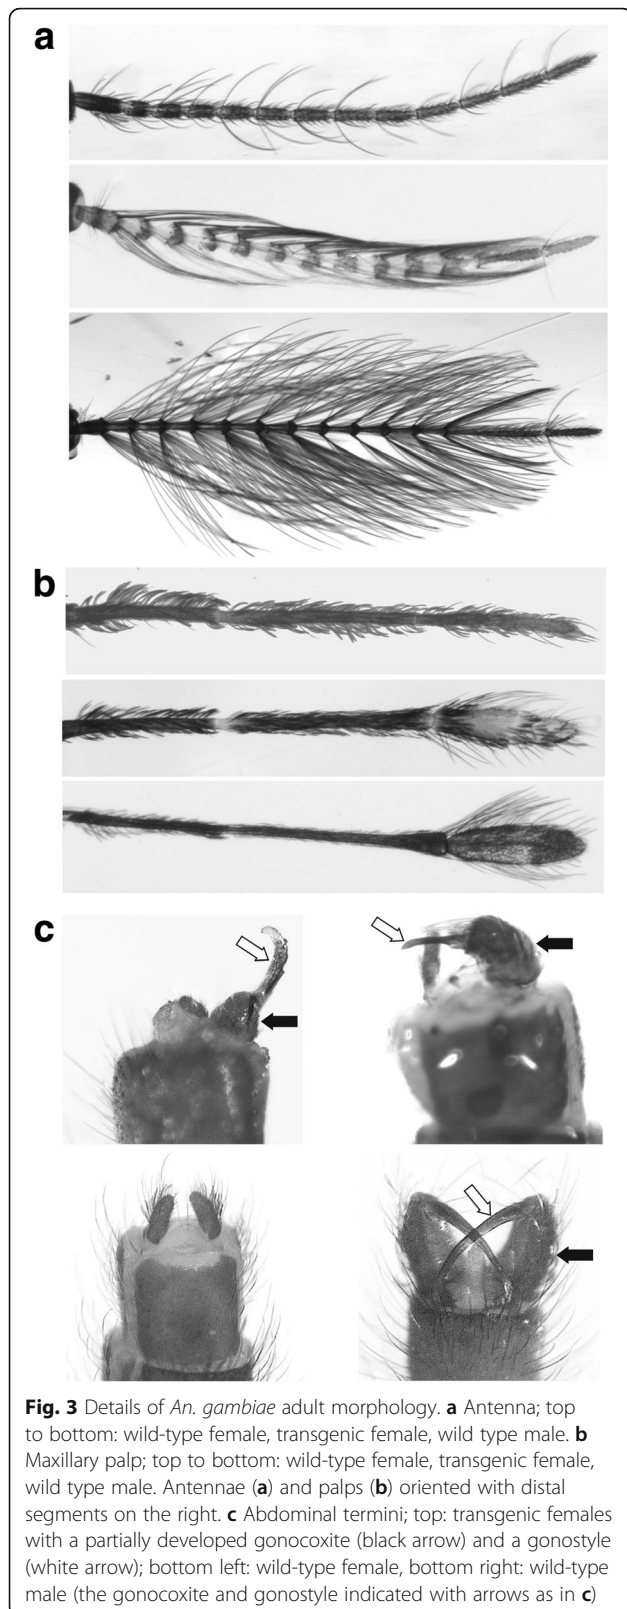 a
b
c
Fig. 3 Details of An. gambiae adult morphology. a Antenna; top
to bottom: wild-type female, transgenic female, wild type male. b
Maxillary palp; top to bottom: wild-type female, transgenic female,
wild type male. Antennae (a) and palps (b) oriented with distal
segments on the right. c Abdominal termini; top: transgenic females
with a partially developed gonocoxite (black arrow) and a gonostyle
(white arrow); bottom left: wild-type female, bottom right: wild-type
male (the gonocoxite and gonostyle indicated with arrows as in c)